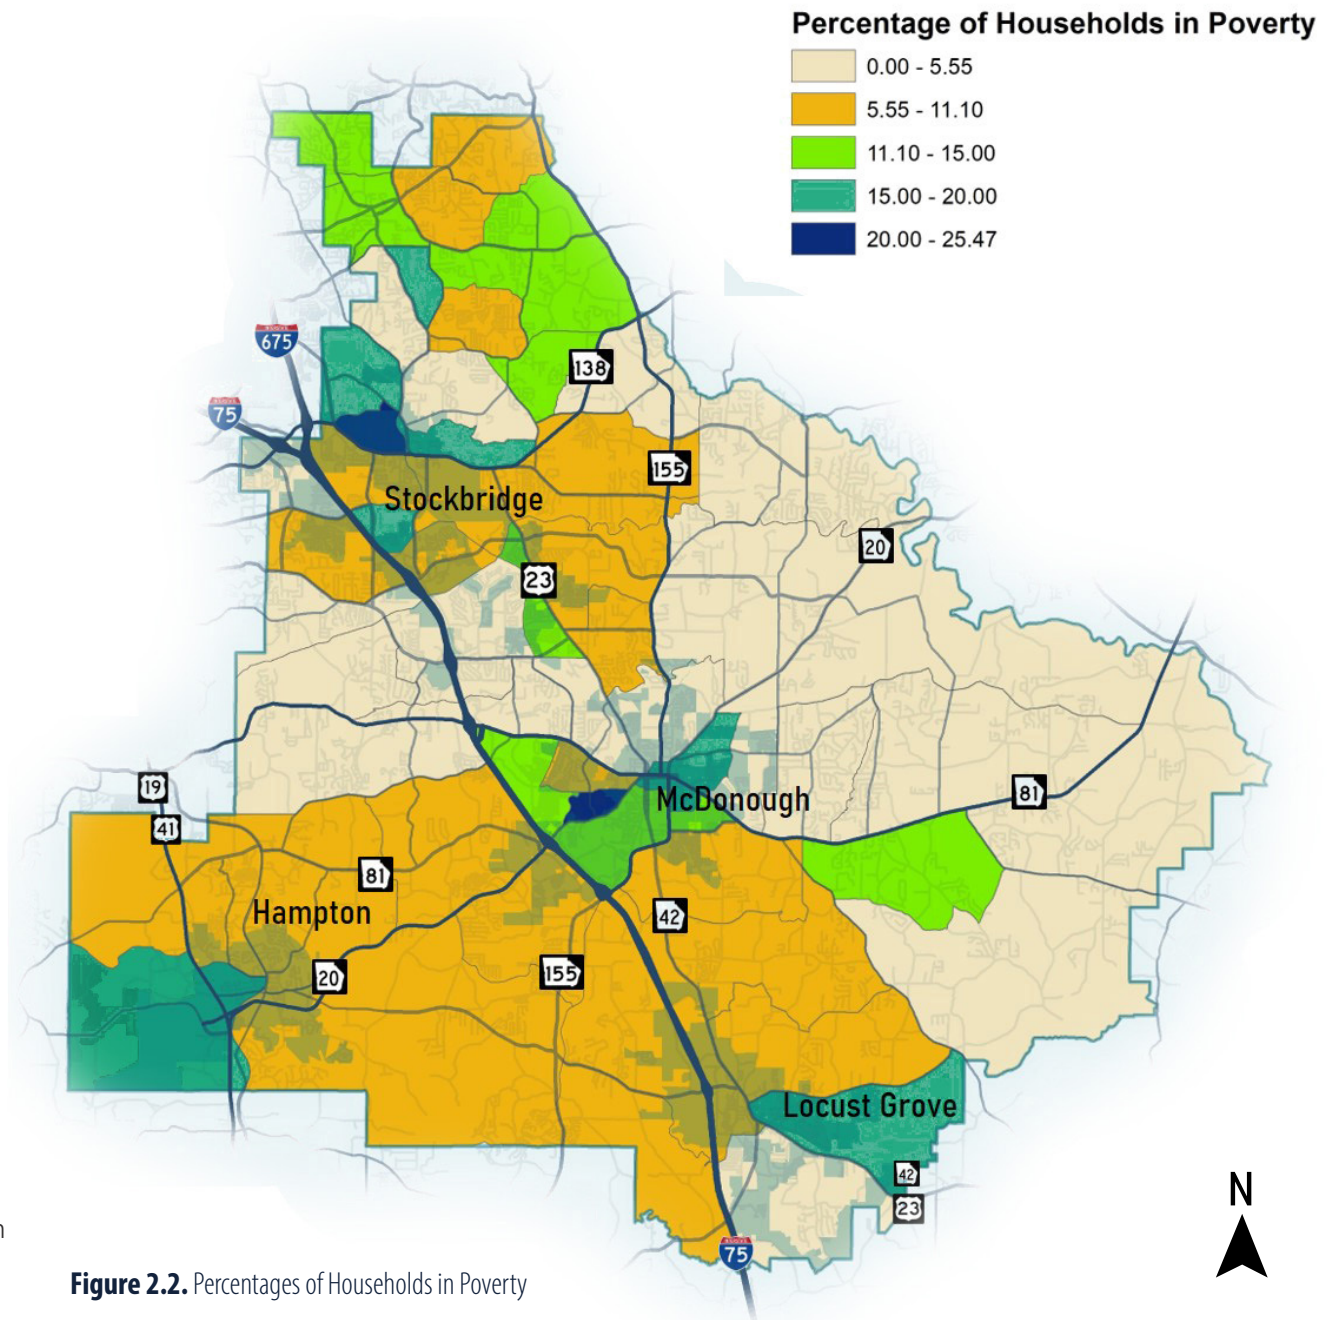 Percentage of Households in Poverty
0.00 - 5.55
5.55 - 11.10
11.10 - 15.00
15.00 - 20.00
20.00 - 25.47
675
75
138
155
Stockbridge
20
23
19
41
McDonough
81
81
Hampton
42
20
155
Locust Grove
42
23
N
n
75
Figure 2.2. Percentages of Households in Poverty